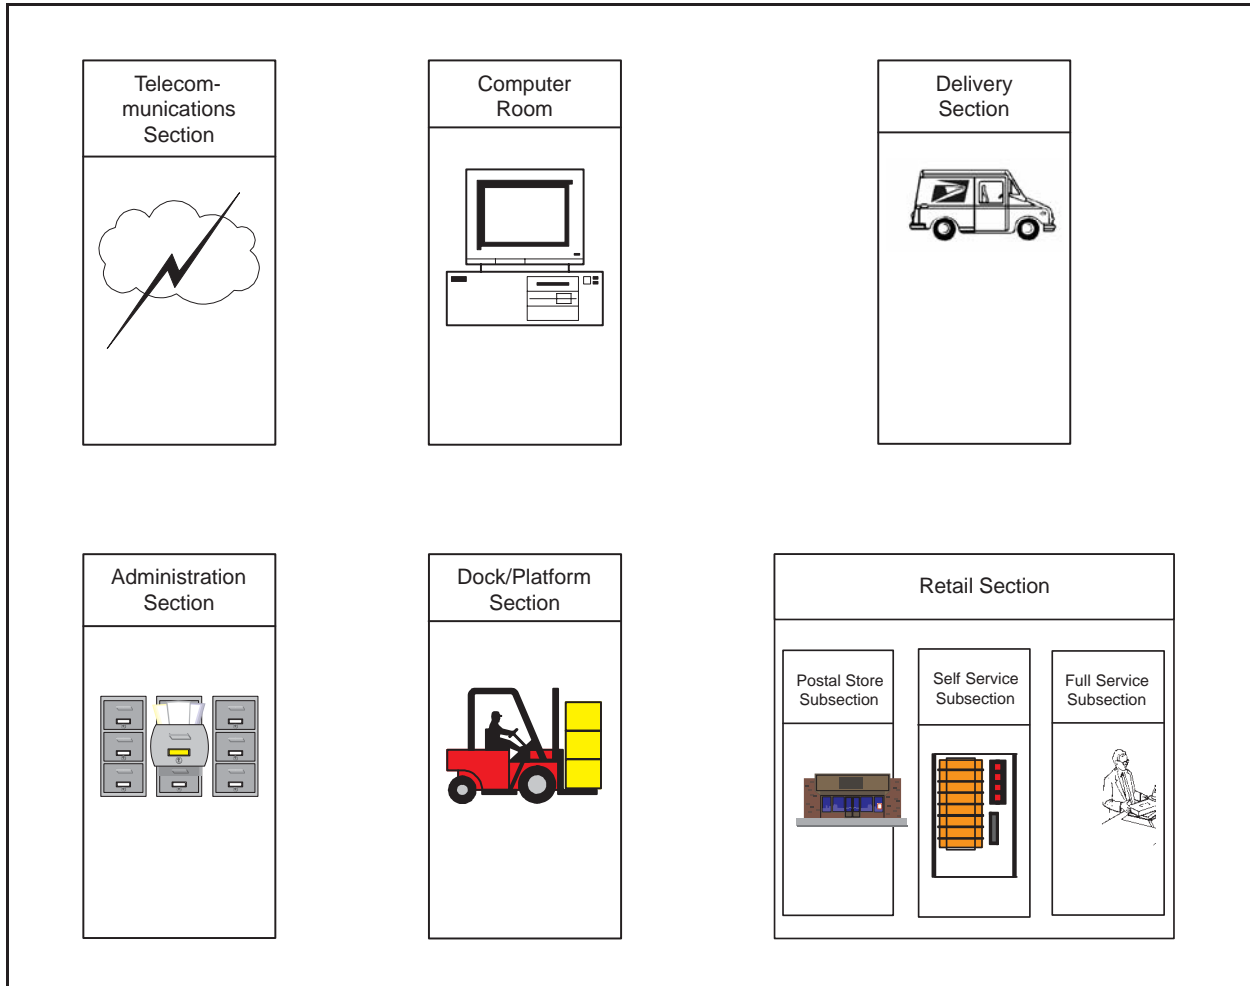 Telecom-
munications
Section
Computer
Room
Delivery
Section
Administration
Section
Dock/Platform
Section
Retail Section
Postal Store
Subsection
Self Service
Subsection
Full Service
Subsection